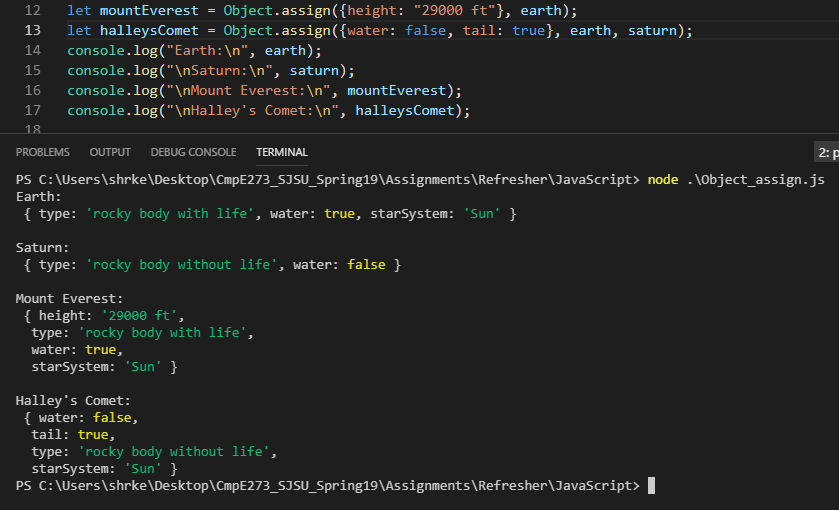 12 let mountEverest = Object.assign({height: "29000 ft"}, earth);
13 let halleysComet = Object.assign({water: false, tail: true}, earth, saturn);
14 console.log("Earth:\n", earth);
15 console.log("\nSaturn:\n", saturn);
16 console.log("\nMount Everest:\n", mountEverest);
17 console.log("\nHalley's Comet:\n", halleysComet);
18
PROBLEMS OUTPUT DEBUG CONSOLE TERMINAL 2: p
PS C:\Users\shrke\Desktop\CmpE273_SJSU_Spring19\Assignments\Refresher\JavaScript> node .\Object_assign.js
Earth:
{ type: 'rocky body with life', water: true, starSystem: 'Sun' }
Saturn:
{ type: 'rocky body without life', water: false }
Mount Everest:
{ height: '29000 ft',
type: 'rocky body with life',
water: true,
starSystem: 'Sun' }
Halley's Comet:
{ water: false,
tail: true,
type: 'rocky body without life',
starSystem: 'Sun' }
PS C:\Users\shrke\Desktop\CmpE273_SJSU_Spring19\Assignments\Refresher\JavaScript>